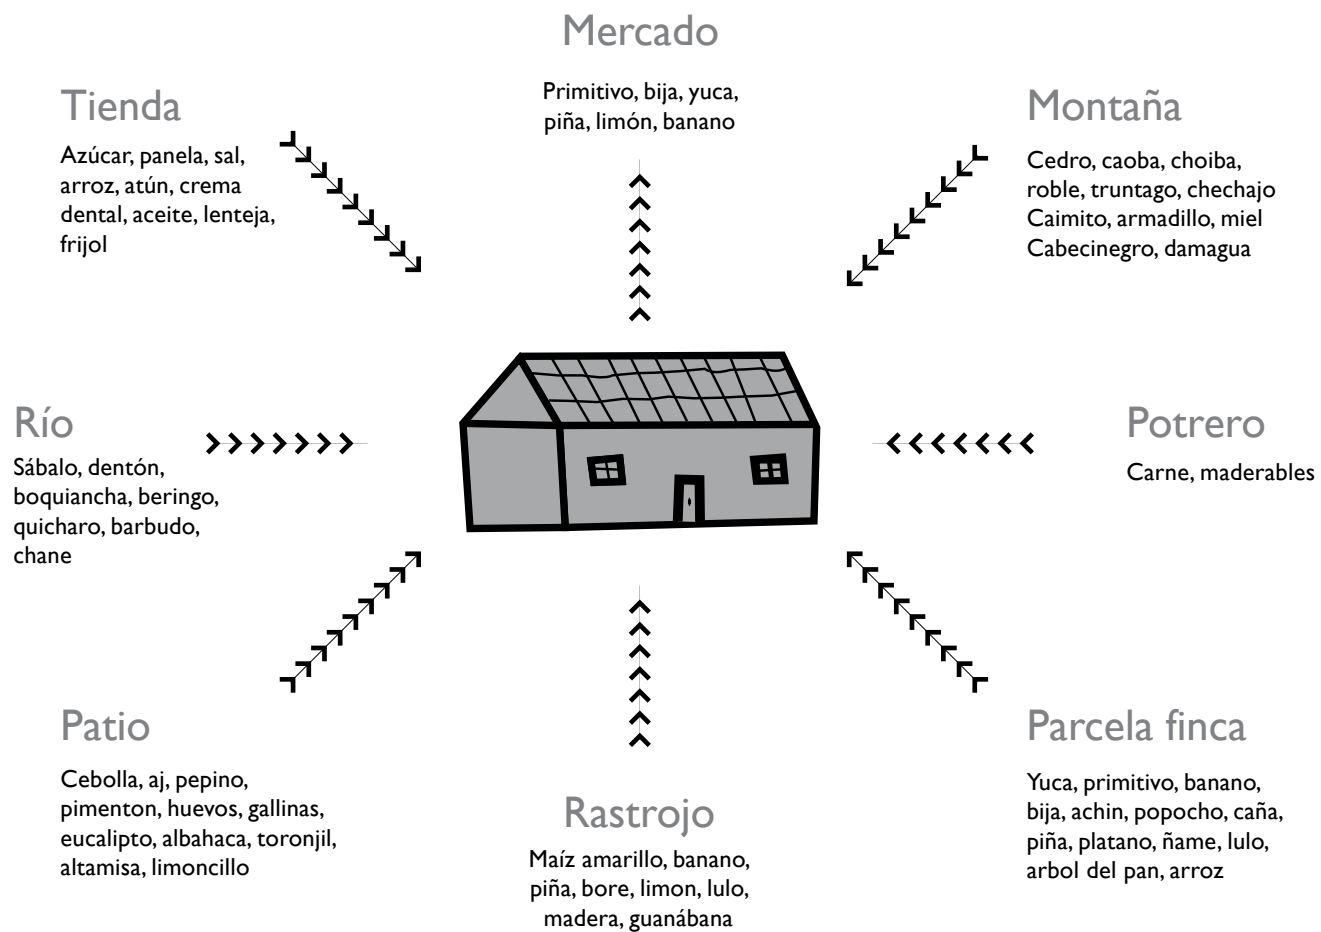 Mercado
Primitivo, bija, yuca,
piña, limón, banano
Tienda
Azúcar, panela, sal,
arroz, atún, crema
dental, aceite, lenteja,
frijol
Montaña
Cedro, caoba, choiba,
roble, truntago, chechajo
Caimito, armadillo, miel
Cabecinegro, damagua
Río
Sábalo, dentón,
boquiancha, beringo,
quicharo, barbudo,
chane
Potrero
Carne, maderables
Patio
Cebolla, aj, pepino,
pimenton, huevos, gallinas,
eucalipto, albahaca, toronjil,
altamisa, limoncillo
Rastrojo
Maíz amarillo, banano,
piña, bore, limon, lulo,
madera, guanábana
Parcela finca
Yuca, primitivo, banano,
bija, achin, popocho, caña,
piña, platano, ñame, lulo,
arbol del pan, arroz